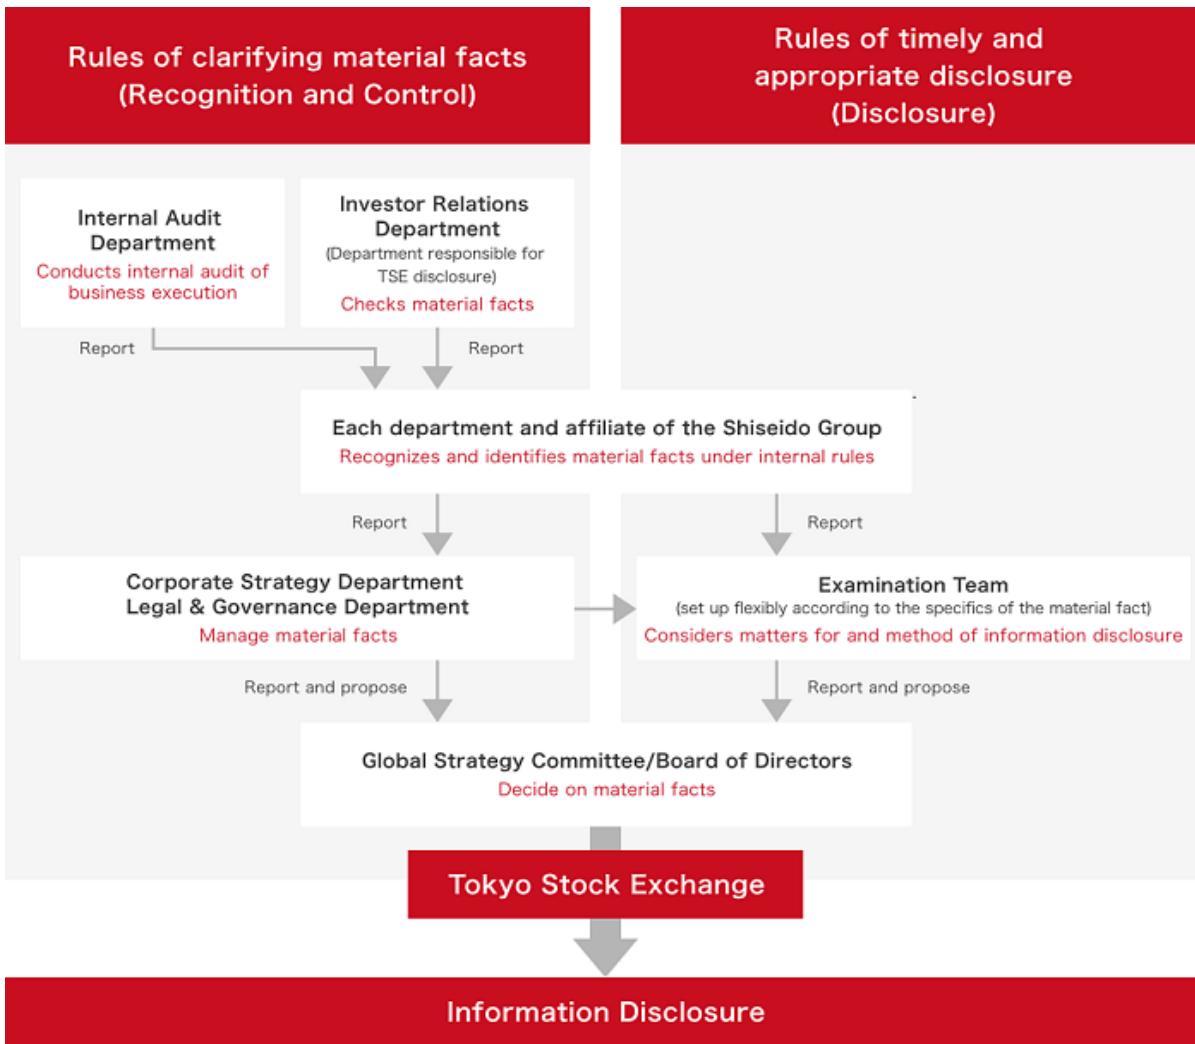 Rules of clarifying material facts
(Recognition and Control)
Rules of timely and
appropriate disclosure
(Disclosure)
Internal Audit
Department
Conducts internal audit of
business execution
Investor Relations
Department
(Department responsible for
TSE disclosure)
Checks material facts
Report
Report
Each department and affiliate of the Shiseido Group
Recognizes and identifies material facts under internal rules
Report
Report
Corporate Strategy Department
Legal & Governance Department
Manage material facts
Examination Team
(set up flexibly according to the specifics of the material fact)
Considers matters for and method of information disclosure
Report and propose
Report and propose
Global Strategy Committee/Board of Directors
Decide on material facts
Tokyo Stock Exchange
Information Disclosure